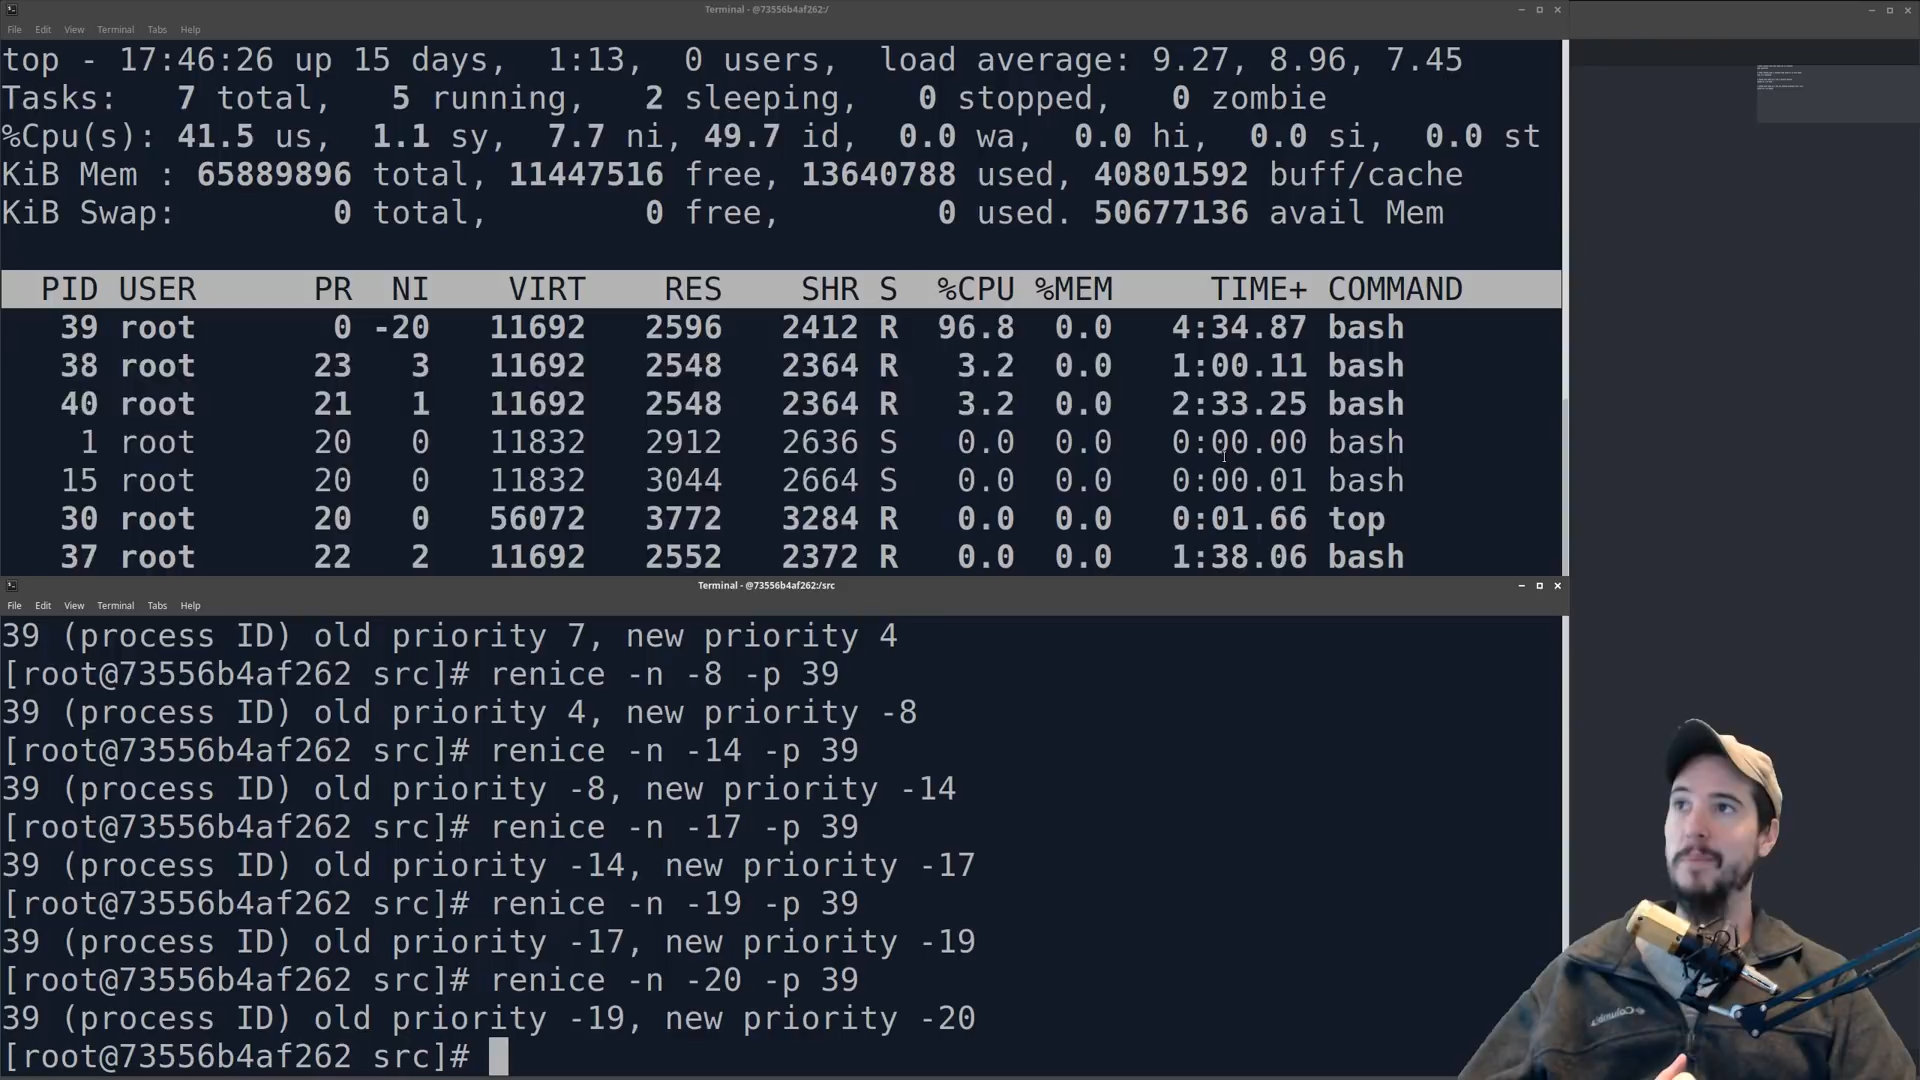 Terminal - @73556b4af262:/
File Edit View Terminal Tabs Help
top - 17:46:26 up 15 days,  1:13,  0 users,  load average: 9.27, 8.96, 7.45
Tasks:   7 total,   5 running,   2 sleeping,   0 stopped,   0 zombie
%Cpu(s): 41.5 us,  1.1 sy,  7.7 ni, 49.7 id,  0.0 wa,  0.0 hi,  0.0 si,  0.0 st
KiB Mem : 65889896 total, 11447516 free, 13640788 used, 40801592 buff/cache
KiB Swap:        0 total,        0 free,        0 used. 50677136 avail Mem
PID USER PR NI VIRT RES SHR S %CPU %MEM TIME+ COMMAND
39 root 0 -20 11692 2596 2412 R 96.8 0.0 4:34.87 bash
38 root 23 3 11692 2548 2364 R 3.2 0.0 1:00.11 bash
40 root 21 1 11692 2548 2364 R 3.2 0.0 2:33.25 bash
1 root 20 0 11832 2912 2636 S 0.0 0.0 0:00.00 bash
15 root 20 0 11832 3044 2664 S 0.0 0.0 0:00.01 bash
30 root 20 0 56072 3772 3284 R 0.0 0.0 0:01.66 top
37 root 22 2 11692 2552 2372 R 0.0 0.0 1:38.06 bash
Terminal - @73556b4af262:/src
File Edit View Terminal Tabs Help
39 (process ID) old priority 7, new priority 4
[root@73556b4af262 src]# renice -n -8 -p 39
39 (process ID) old priority 4, new priority -8
[root@73556b4af262 src]# renice -n -14 -p 39
39 (process ID) old priority -8, new priority -14
[root@73556b4af262 src]# renice -n -17 -p 39
39 (process ID) old priority -14, new priority -17
[root@73556b4af262 src]# renice -n -19 -p 39
39 (process ID) old priority -17, new priority -19
[root@73556b4af262 src]# renice -n -20 -p 39
39 (process ID) old priority -19, new priority -20
[root@73556b4af262 src]#
Columbia